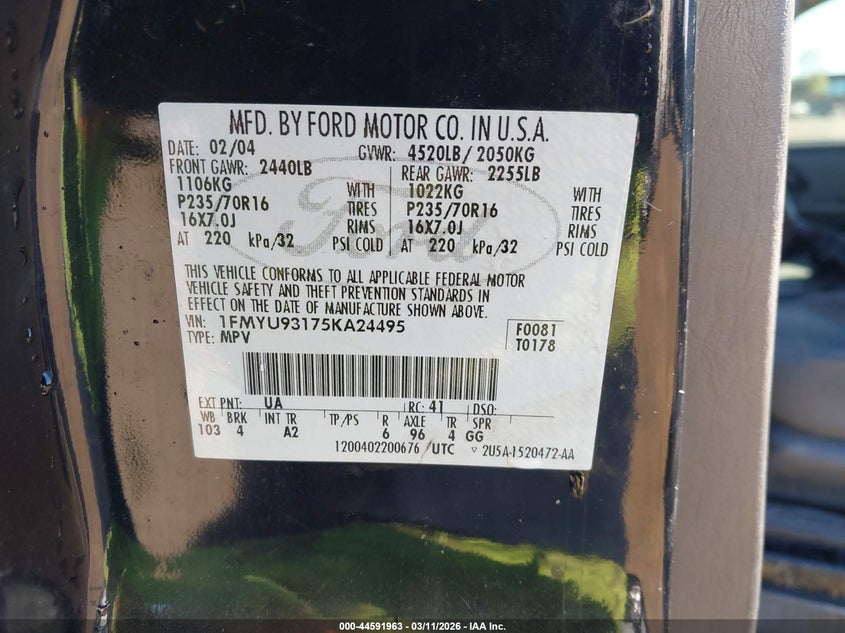 MFD. BY FORD MOTOR CO. IN U.S.A.
DATE: 02/04 GVWR: 4520LB/ 2050KG
FRONT GAWR: 2440LB REAR GAWR: 2255LB
1106KG WITH 1022KG WITH
P235/70R16 TIRES P235/70R16 TIRES
16X7.0J RIMS 16X7.0J RIMS
AT 220 kPa/32 PSI COLD AT 220 kPa/32 PSI COLD
Ford
THIS VEHICLE CONFORMS TO ALL APPLICABLE FEDERAL MOTOR
VEHICLE SAFETY AND THEFT PREVENTION STANDARDS IN
EFFECT ON THE DATE OF MANUFACTURE SHOWN ABOVE.
VIN: 1FMYU93175KA24495 F0081
TYPE: MPV T0178
EXT PNT: UA RC: 41 DSO:
WB BRK INT TR TP/PS R AXLE TR SPR
103 4 A2 6 96 4 GG
1200402200676 UTC ▽ 2U5A-1520472-AA
000-44591963 - 03/11/2026 - IAA Inc.